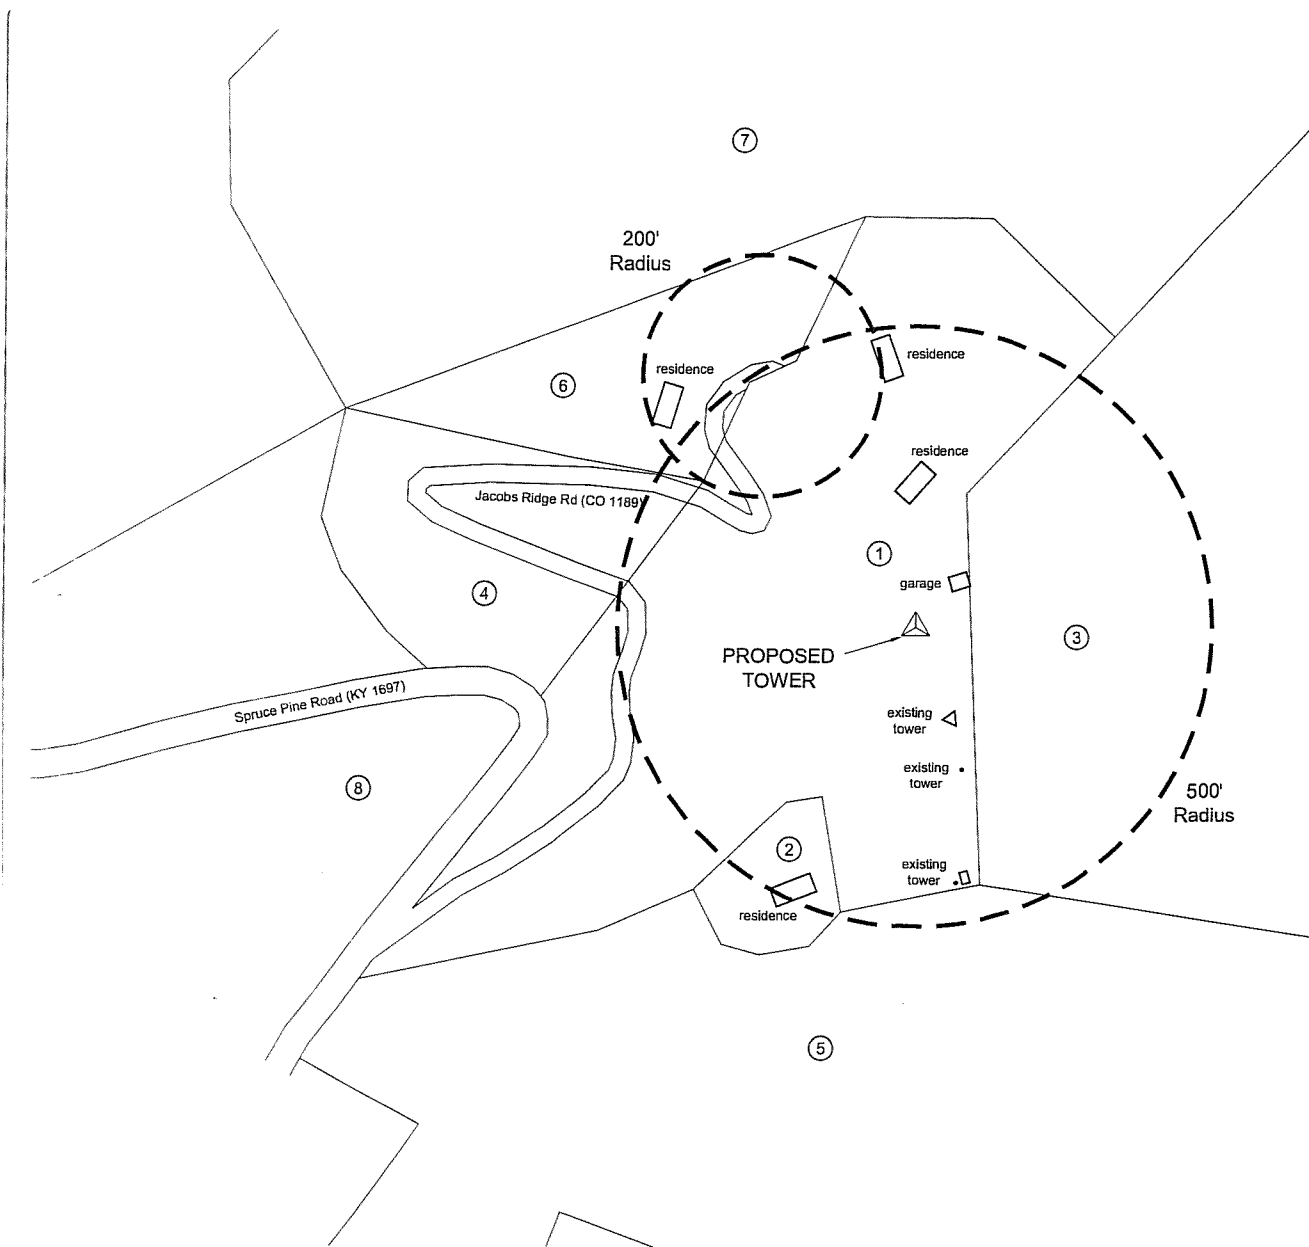 7
200'
Radius
residence
residence
6
residence
Jacobs Ridge Rd (CO 1189)
1
garage
4
3
PROPOSED
TOWER
Spruce Pine Road (KY 1697)
existing
tower
existing
tower
8
500'
Radius
2
existing
tower
residence
5